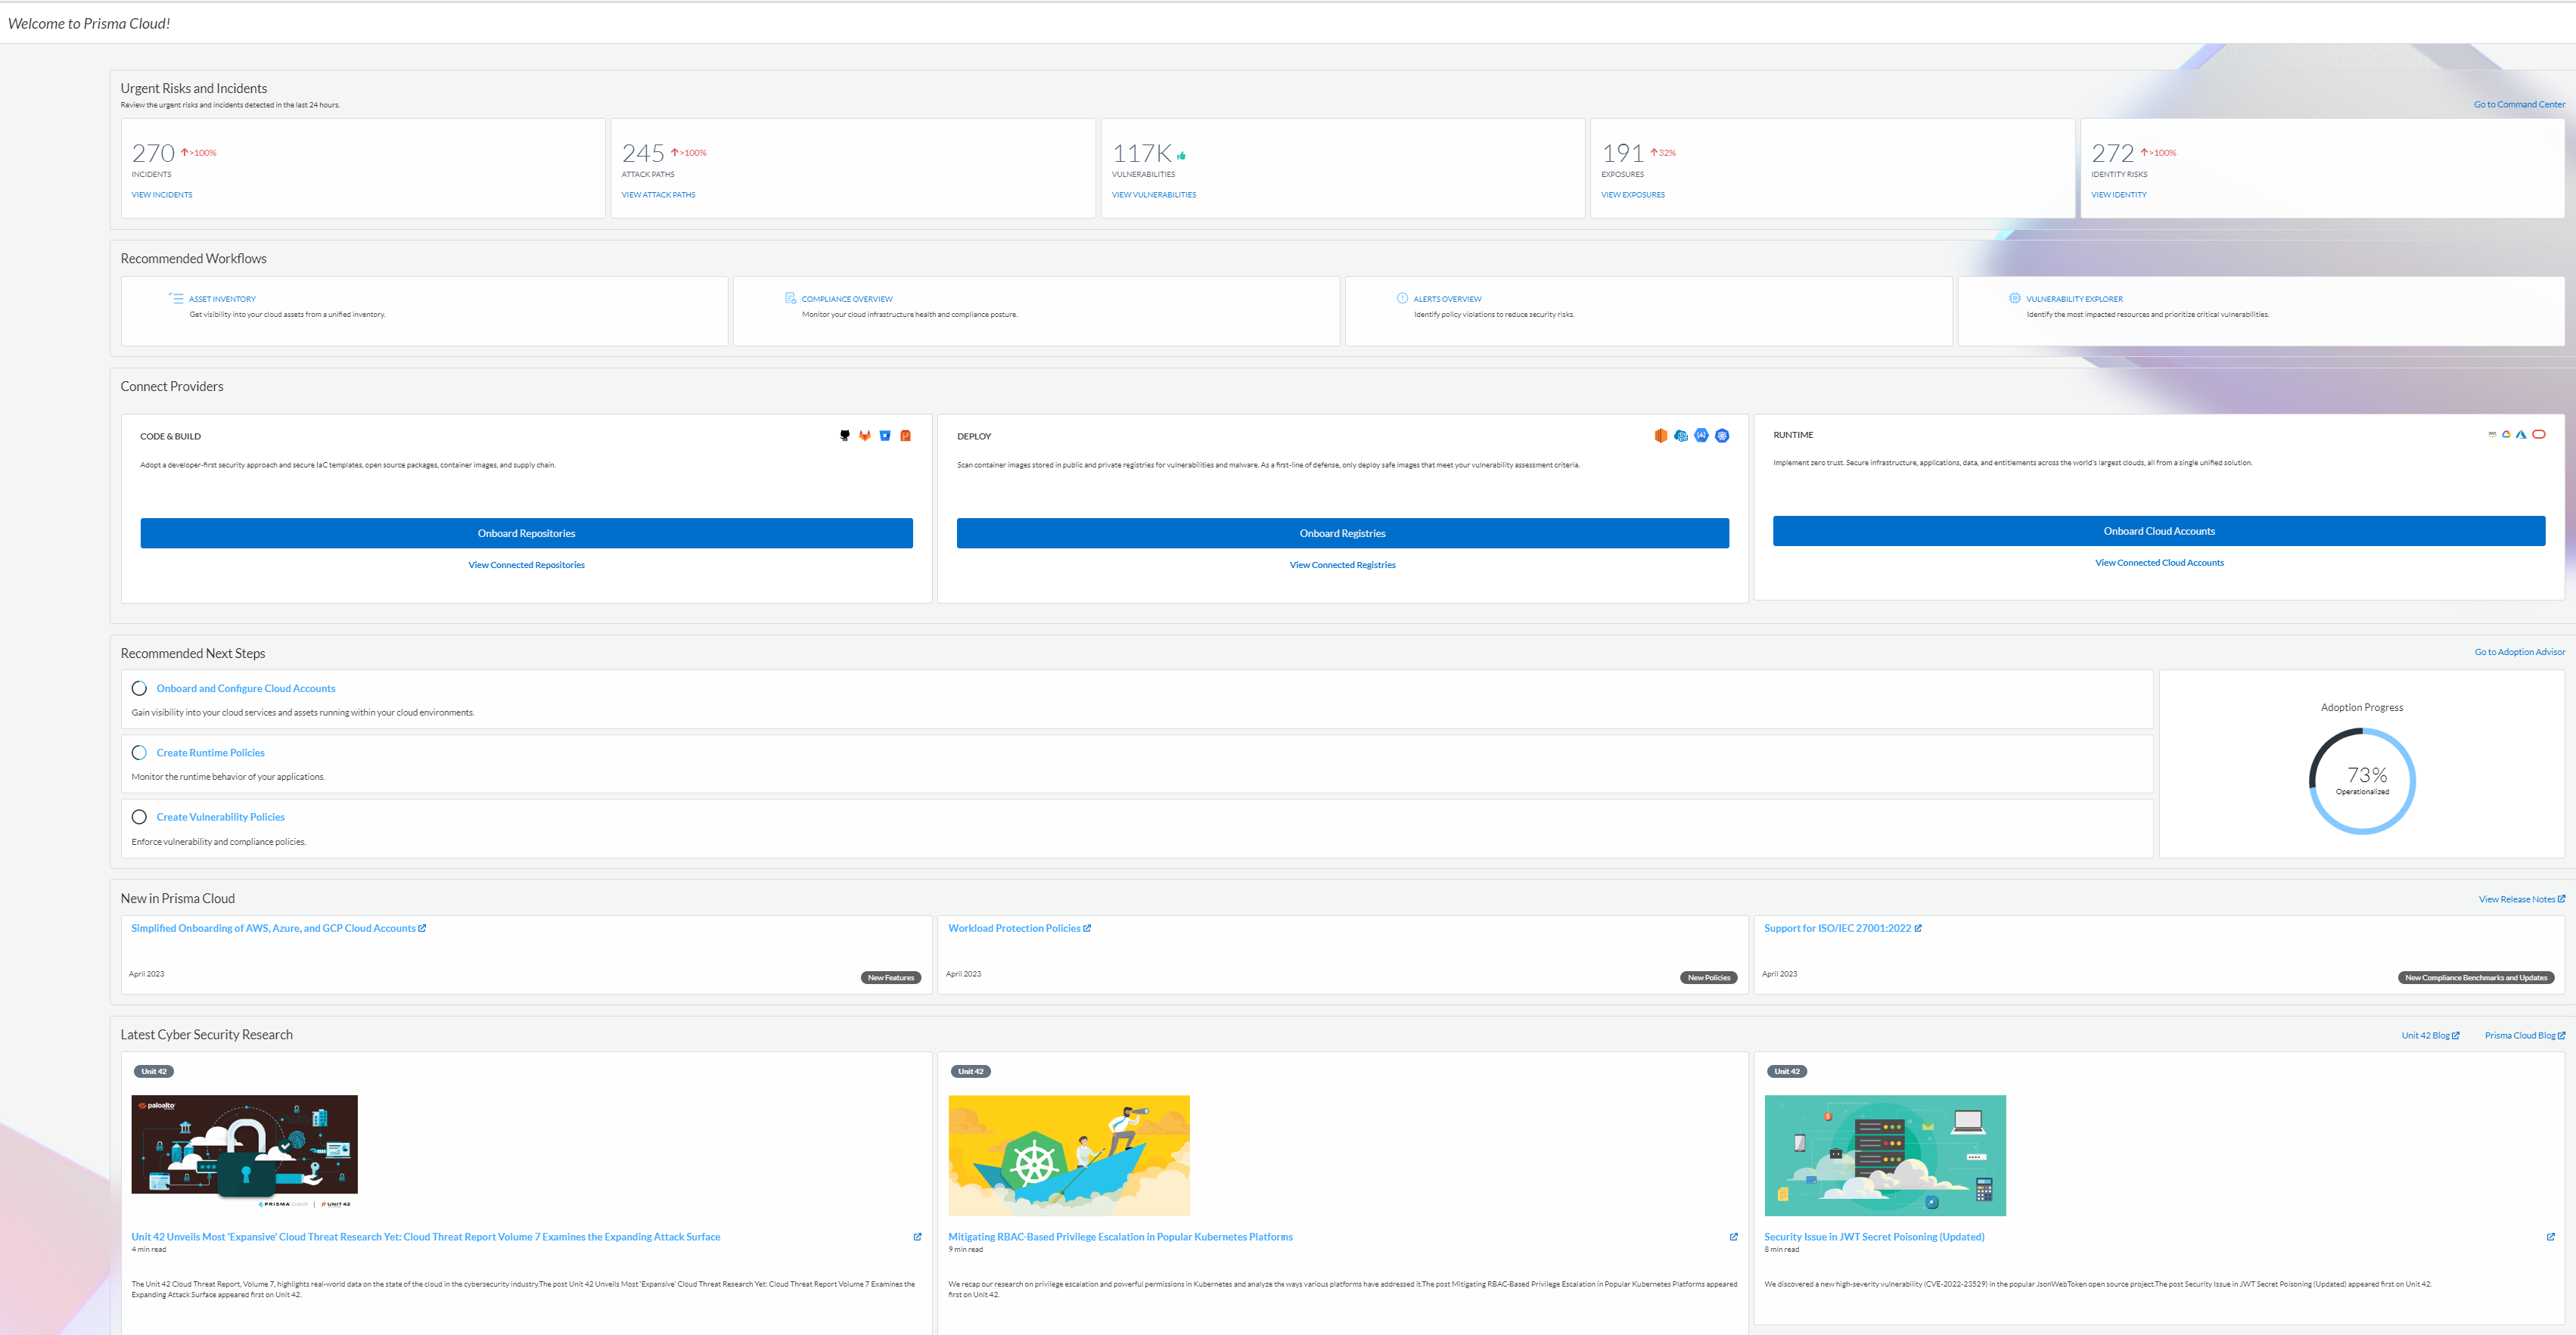 Welcome to Prisma Cloud!
Urgent Risks and Incidents
Review the urgent risks and incidents detected in the last 24 hours.
Go to Command Center
270 >100%
INCIDENTS
VIEW INCIDENTS
245 >100%
ATTACK PATHS
VIEW ATTACK PATHS
117K
VULNERABILITIES
VIEW VULNERABILITIES
191 32%
EXPOSURES
VIEW EXPOSURES
272 >100%
IDENTITY RISKS
VIEW IDENTITY
Recommended Workflows
ASSET INVENTORY
Get visibility into your cloud assets from a unified inventory.
COMPLIANCE OVERVIEW
Monitor your cloud infrastructure health and compliance posture.
ALERTS OVERVIEW
Identify policy violations to reduce security risks.
VULNERABILITY EXPLORER
Identify the most impacted resources and prioritize critical vulnerabilities.
Connect Providers
CODE & BUILD
Adopt a developer-first security approach and secure IaC templates, open source packages, container images, and supply chain.
Onboard Repositories
View Connected Repositories
DEPLOY
Scan container images stored in public and private registries for vulnerabilities and malware. As a first-line of defense, only deploy safe images that meet your vulnerability assessment criteria.
Onboard Registries
View Connected Registries
RUNTIME
aws
Implement zero trust. Secure infrastructure, applications, data, and entitlements across the world's largest clouds, all from a single unified solution.
Onboard Cloud Accounts
View Connected Cloud Accounts
Recommended Next Steps
Go to Adoption Advisor
Onboard and Configure Cloud Accounts
Gain visibility into your cloud services and assets running within your cloud environments.
Create Runtime Policies
Monitor the runtime behavior of your applications.
Create Vulnerability Policies
Enforce vulnerability and compliance policies.
Adoption Progress
73%
Operationalized
New in Prisma Cloud
View Release Notes
Simplified Onboarding of AWS, Azure, and GCP Cloud Accounts
April 2023
New Features
Workload Protection Policies
April 2023
New Policies
Support for ISO/IEC 27001:2022
April 2023
New Compliance Benchmarks and Updates
Latest Cyber Security Research
Unit 42 Blog
Prisma Cloud Blog
Unit 42
paloalto
PRISMA CLOUD | UNIT 42
Unit 42 Unveils Most 'Expansive' Cloud Threat Research Yet: Cloud Threat Report Volume 7 Examines the Expanding Attack Surface
4 min read
The Unit 42 Cloud Threat Report, Volume 7, highlights real-world data on the state of the cloud in the cybersecurity industry.The post Unit 42 Unveils Most 'Expansive' Cloud Threat Research Yet: Cloud Threat Report Volume 7 Examines the
Expanding Attack Surface appeared first on Unit 42.
Unit 42
Mitigating RBAC-Based Privilege Escalation in Popular Kubernetes Platforms
9 min read
We recap our research on privilege escalation and powerful permissions in Kubernetes and analyze the ways various platforms have addressed it.The post Mitigating RBAC-Based Privilege Escalation in Popular Kubernetes Platforms appeared
first on Unit 42.
Unit 42
Security Issue in JWT Secret Poisoning (Updated)
8 min read
We discovered a new high-severity vulnerability (CVE-2022-23529) in the popular JsonWebToken open source project.The post Security Issue in JWT Secret Poisoning (Updated) appeared first on Unit 42.